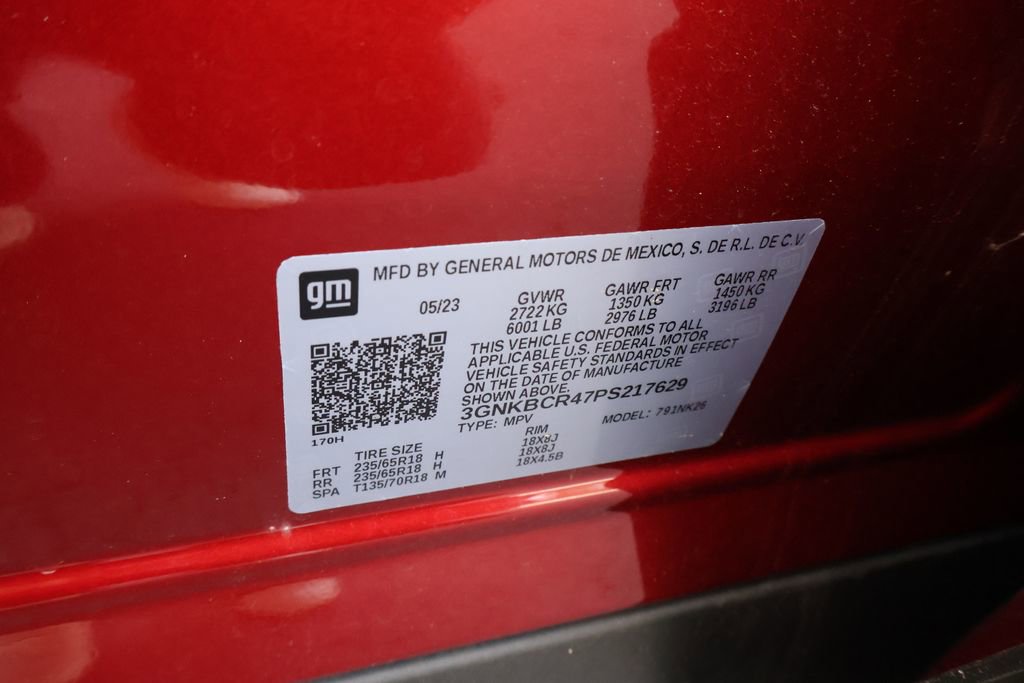 gm
MFD BY GENERAL MOTORS DE MEXICO, S. DE R.L. DE C.V.
05/23 GVWR GAWR FRT GAWR RR
2722 KG 1350 KG 1450 KG
6001 LB 2976 LB 3196 LB
THIS VEHICLE CONFORMS TO ALL
APPLICABLE U.S. FEDERAL MOTOR
VEHICLE SAFETY STANDARDS IN EFFECT
ON THE DATE OF MANUFACTURE
SHOWN ABOVE.
3GNKBCR47PS217629
TYPE: MPV MODEL: 791NK26
170H
TIRE SIZE RIM
FRT 235/65R18 H 18X8J
RR 235/65R18 H 18X8J
SPA T135/70R18 M 18X4.5B